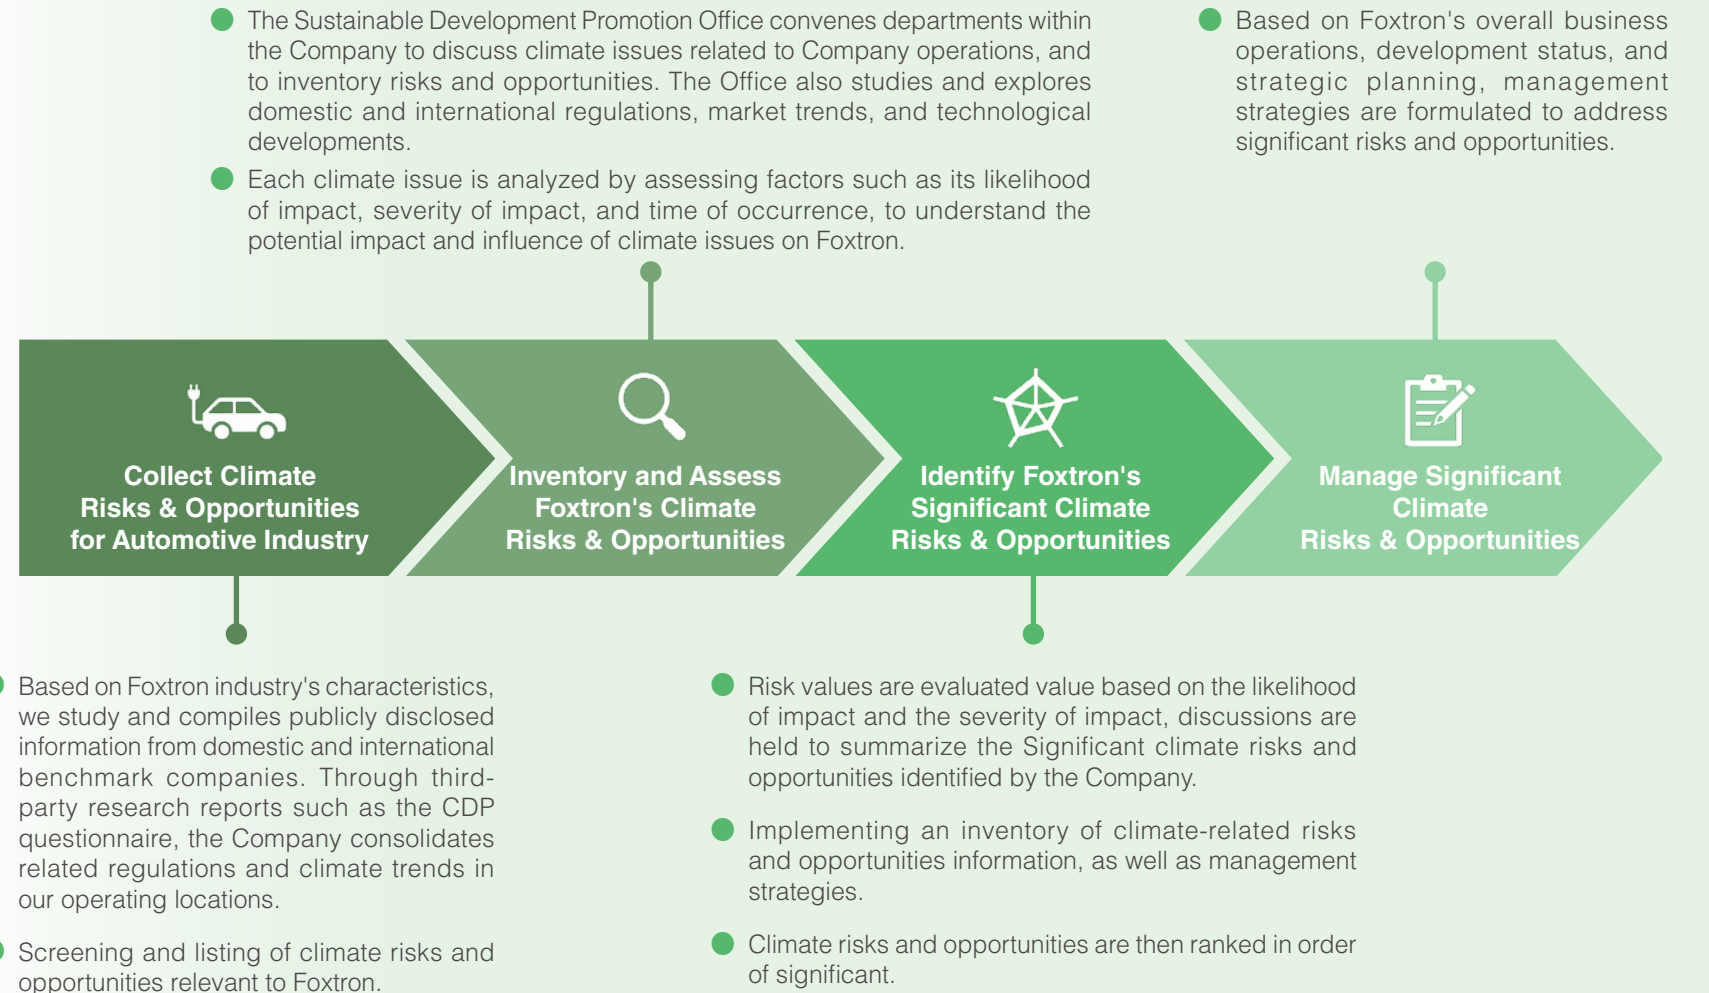 The Sustainable Development Promotion Office convenes departments within
the Company to discuss climate issues related to Company operations, and
to inventory risks and opportunities. The Office also studies and explores
domestic and international regulations, market trends, and technological
developments.
Each climate issue is analyzed by assessing factors such as its likelihood
of impact, severity of impact, and time of occurrence, to understand the
potential impact and influence of climate issues on Foxtron.
Based on Foxtron's overall business
operations, development status, and
strategic planning, management
strategies are formulated to address
significant risks and opportunities.
Collect Climate
Risks & Opportunities
for Automotive Industry
Inventory and Assess
Foxtron's Climate
Risks & Opportunities
Identify Foxtron's
Significant Climate
Risks & Opportunities
Manage Significant
Climate
Risks & Opportunities
Based on Foxtron industry's characteristics,
we study and compiles publicly disclosed
information from domestic and international
benchmark companies. Through third-
party research reports such as the CDP
questionnaire, the Company consolidates
related regulations and climate trends in
our operating locations.
Screening and listing of climate risks and
opportunities relevant to Foxtron.
Risk values are evaluated value based on the likelihood
of impact and the severity of impact, discussions are
held to summarize the Significant climate risks and
opportunities identified by the Company.
Implementing an inventory of climate-related risks
and opportunities information, as well as management
strategies.
Climate risks and opportunities are then ranked in order
of significant.